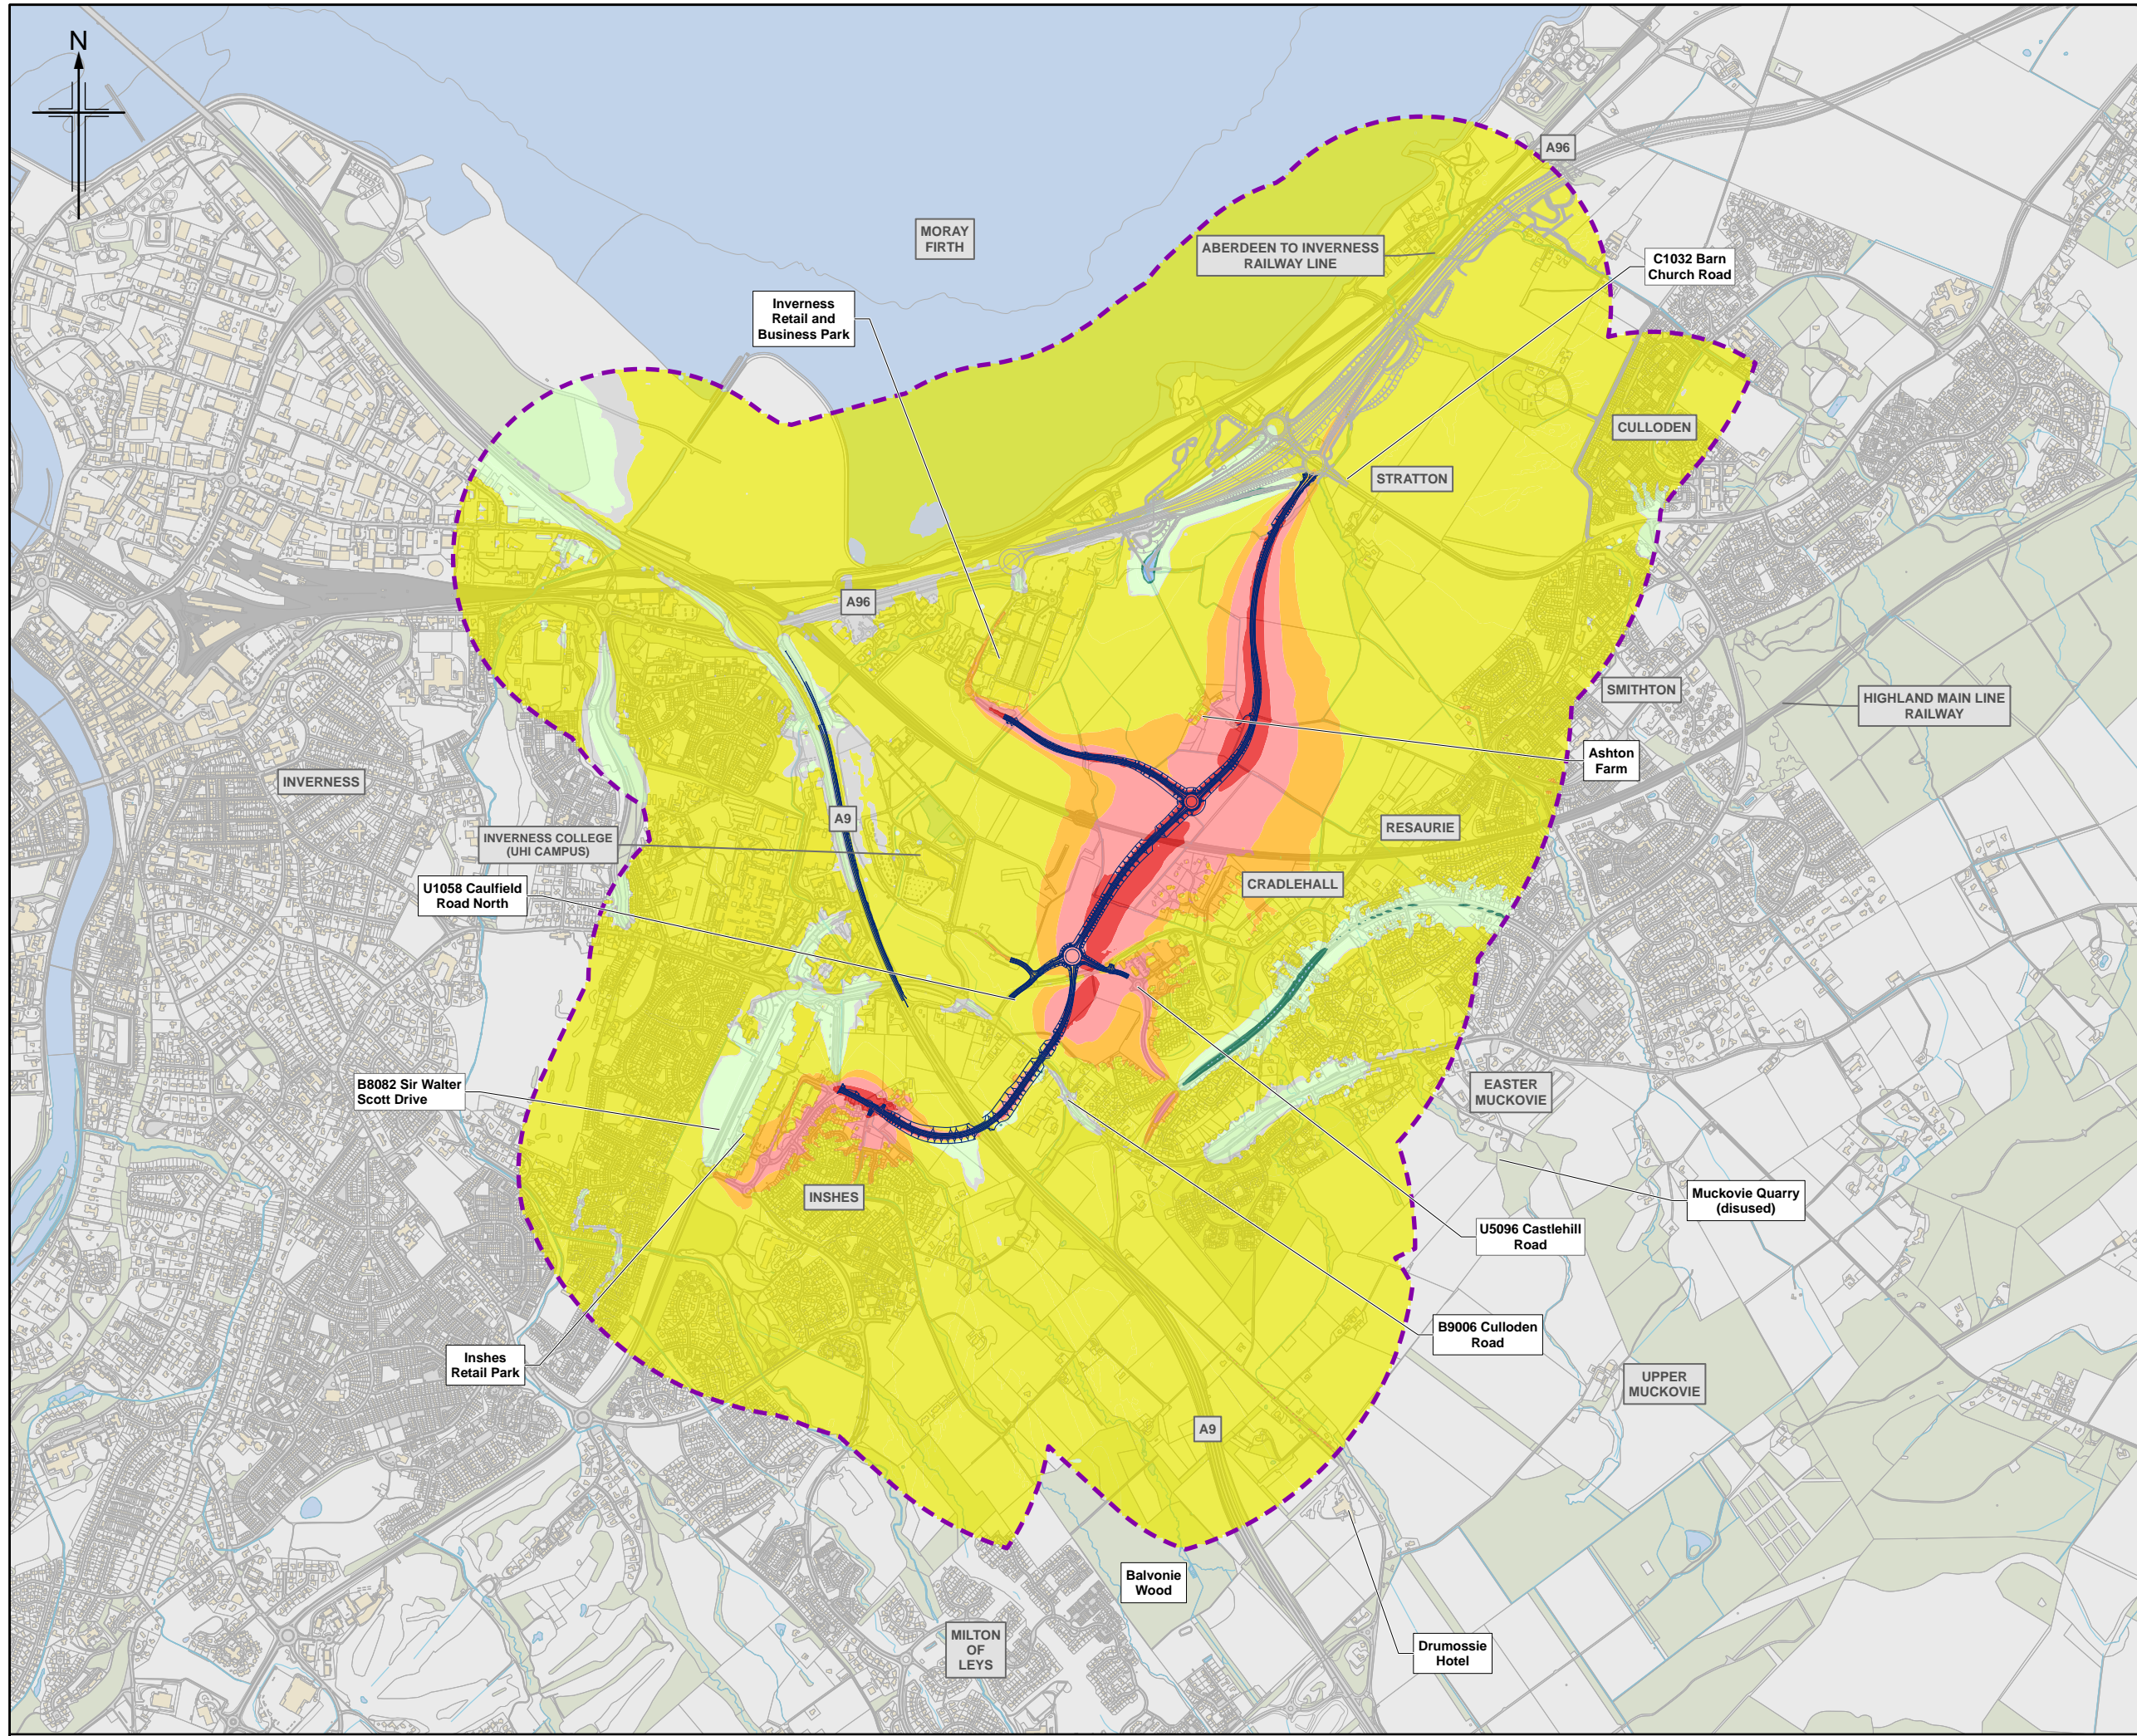 N
A96
MORAY
FIRTH
ABERDEEN TO INVERNESS
RAILWAY LINE
C1032 Barn
Church Road
Inverness
Retail and
Business Park
CULLODEN
STRATTON
A96
SMITHTON
HIGHLAND MAIN LINE
RAILWAY
Ashton
Farm
INVERNESS
A9
RESAURIE
INVERNESS COLLEGE
(UHI CAMPUS)
CRADLEHALL
U1058 Caulfield
Road North
B8082 Sir Walter
Scott Drive
EASTER
MUCKOVIE
INSHES
Muckovie Quarry
(disused)
U5096 Castlehill
Road
B9006 Culloden
Road
Inshes
Retail Park
UPPER
MUCKOVIE
A9
Balvonie
Wood
MILTON
OF
LEYS
Drumossie
Hotel